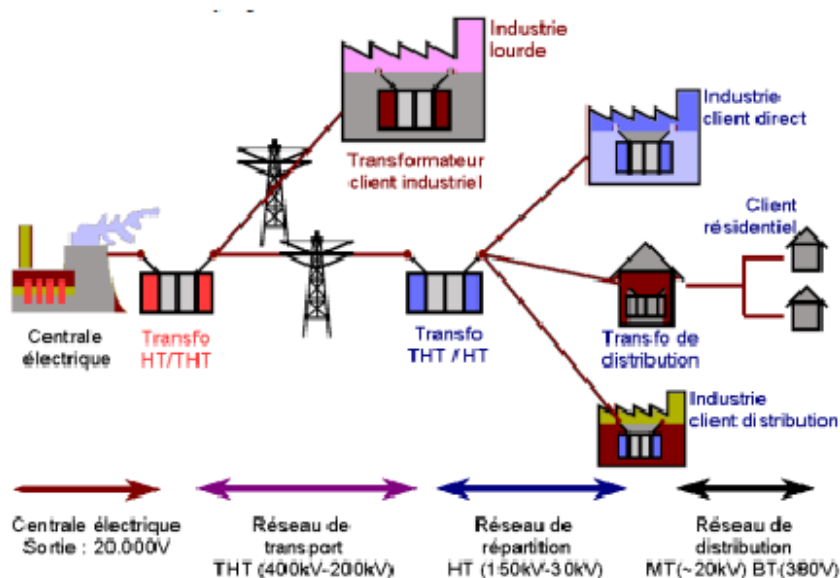 Industrie
lourde
Transformateur
client industriel
Industrie
client direct
Client
résidentiel
Centrale
électrique
Transfo
HT/THT
Transfo
THT/HT
Transfo de
distribution
Industrie
client distribution
Centrale électrique
Sortie : 20.000V
Réseau de
transport
THT (400kV-200kV)
Réseau de
répartition
HT (150kV-30kV)
Réseau de
distribution
MT(~20kV) BT(380V)